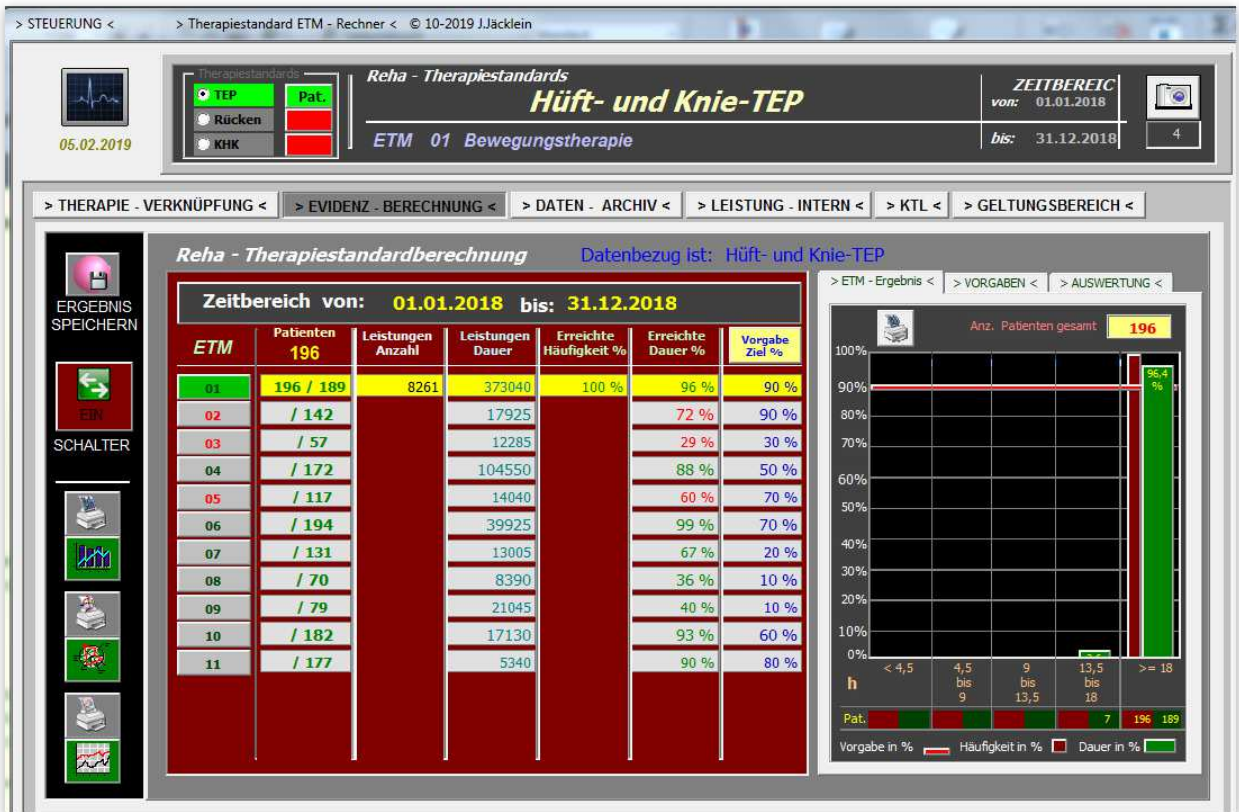 > STEUERUNG <
> Therapiestandard ETM - Rechner <   © 10-2019 J.Jäcklein
05.02.2019
Therapiestandards
TEP Pat.
Rücken
KHK
Reha - Therapiestandards
Hüft- und Knie-TEP
ETM 01 Bewegungstherapie
ZEITBEREIC
von: 01.01.2018
bis: 31.12.2018
4
> THERAPIE - VERKNÜPFUNG < > EVIDENZ - BERECHNUNG < > DATEN - ARCHIV < > LEISTUNG - INTERN < > KTL < > GELTUNGSBEREICH <
ERGEBNIS
SPEICHERN
EIN
SCHALTER
Reha - Therapiestandardberechnung Datenbezug ist: Hüft- und Knie-TEP
Zeitbereich von: 01.01.2018 bis: 31.12.2018
ETM Patienten 196 Leistungen Anzahl Leistungen Dauer Erreichte Häufigkeit % Erreichte Dauer % Vorgabe Ziel %
01 196 / 189 8261 373040 100 % 96 % 90 %
02 / 142 17925 72 % 90 %
03 / 57 12285 29 % 30 %
04 / 172 104550 88 % 50 %
05 / 117 14040 60 % 70 %
06 / 194 39925 99 % 70 %
07 / 131 13005 67 % 20 %
08 / 70 8390 36 % 10 %
09 / 79 21045 40 % 10 %
10 / 182 17130 93 % 60 %
11 / 177 5340 90 % 80 %
> ETM - Ergebnis < > VORGABEN < > AUSWERTUNG <
Anz. Patienten gesamt 196
100%
90%
80%
70%
60%
50%
40%
30%
20%
10%
0%
96,4
%
h < 4,5 4,5 bis 9 9 bis 13,5 13,5 bis 18 >= 18
Pat. 7 196 189
Vorgabe in % Häufigkeit in % Dauer in %